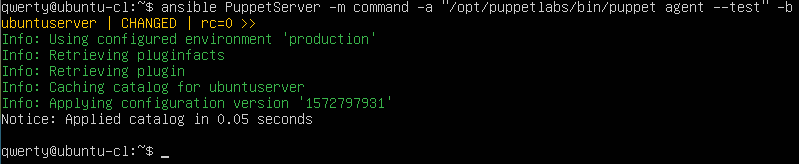 qwerty@ubuntu-cl:~$ ansible PuppetServer -m command -a "/opt/puppetlabs/bin/puppet agent --test" -b
ubuntuserver | CHANGED | rc=0 >>
Info: Using configured environment 'production'
Info: Retrieving pluginfacts
Info: Retrieving plugin
Info: Caching catalog for ubuntuserver
Info: Applying configuration version '1572797931'
Notice: Applied catalog in 0.05 seconds
qwerty@ubuntu-cl:~$ _